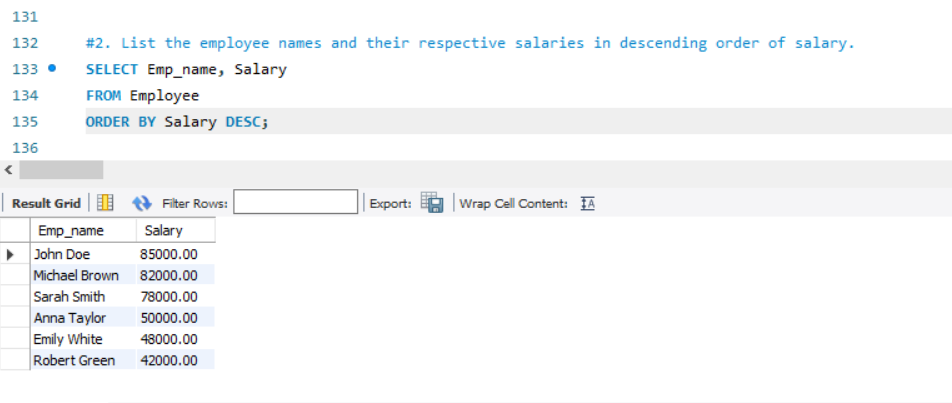 131
132 #2. List the employee names and their respective salaries in descending order of salary.
133 SELECT Emp_name, Salary
134 FROM Employee
135 ORDER BY Salary DESC;
136
Result Grid Filter Rows: Export: Wrap Cell Content: IA
Emp_name Salary
John Doe 85000.00
Michael Brown 82000.00
Sarah Smith 78000.00
Anna Taylor 50000.00
Emily White 48000.00
Robert Green 42000.00